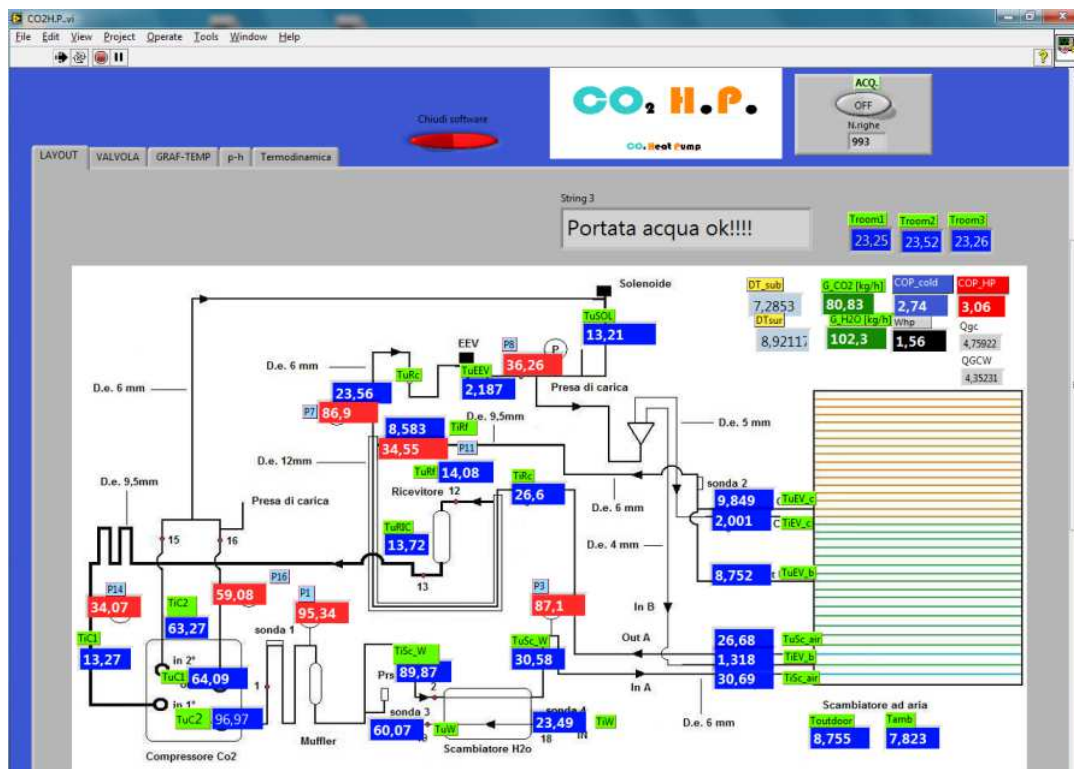 CO2H.P..vi
File Edit View Project Operate Tools Window Help
Chiudi software
CO2 H.P.
CO2 Heat Pump
ACQ.
OFF
N.righe
993
LAYOUT VALVOLA GRAF-TEMP p-h Termodinamica
String 3
Portata acqua ok!!!!
Troom1 Troom2 Troom3
23,25 23,52 23,26
Solenoide
TuSOL
13,21
DT_sub
7,2853
DTsur
8,92117
G_CO2 [kg/h]
80,83
G_H2O [kg/h]
102,3
COP_cold
2,74
Whp
1,56
COP_HP
3,06
Qgc
4,75922
QGCW
4,35231
EEV
TuEEV
2,187
P8
36,26
P
Presa di carica
D.e. 6 mm
D.e. 6 mm
TuRc
23,56
P7
86,9
8,583
TiRf
D.e. 9,5mm
34,55
P11
D.e. 12mm
TuRf
14,08
TiRc
26,6
D.e. 5 mm
D.e. 6 mm
D.e. 4 mm
D.e. 9,5mm
Presa di carica
Ricevitore 12
TuRIC
13,72
13
15
16
sonda 2
9,849
TuEV_c
2,001
TiEV_c
8,752
TuEV_b
P14
34,07
P16
59,08
P1
95,34
P3
87,1
In B
Out A
In A
26,68
TuSc_air
1,318
TiEV_b
30,69
TiSc_air
D.e. 6 mm
TiC2
63,27
TiC1
13,27
sonda 1
in 2°
TuC1
64,09
in 1°
TuC2
96,97
1
Compressore Co2
Muffler
TiSc_W
89,87
Prs
2
TuSc_W
30,58
sonda 3
60,07
TuW
sonda 4
23,49
TiW
IN
18
Scambiatore H2o
Scambiatore ad aria
Toutdoor
8,755
Tamb
7,823